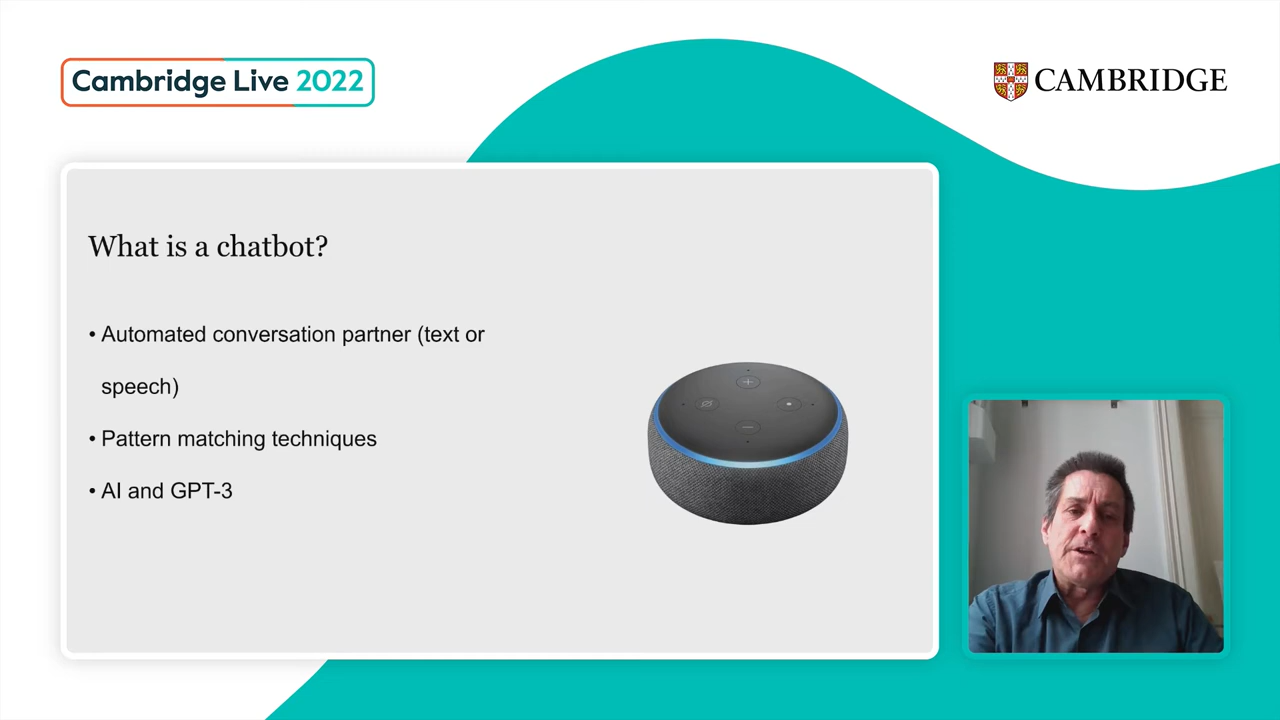 Cambridge Live 2022
CAMBRIDGE
What is a chatbot?
• Automated conversation partner (text or
speech)
• Pattern matching techniques
• AI and GPT-3